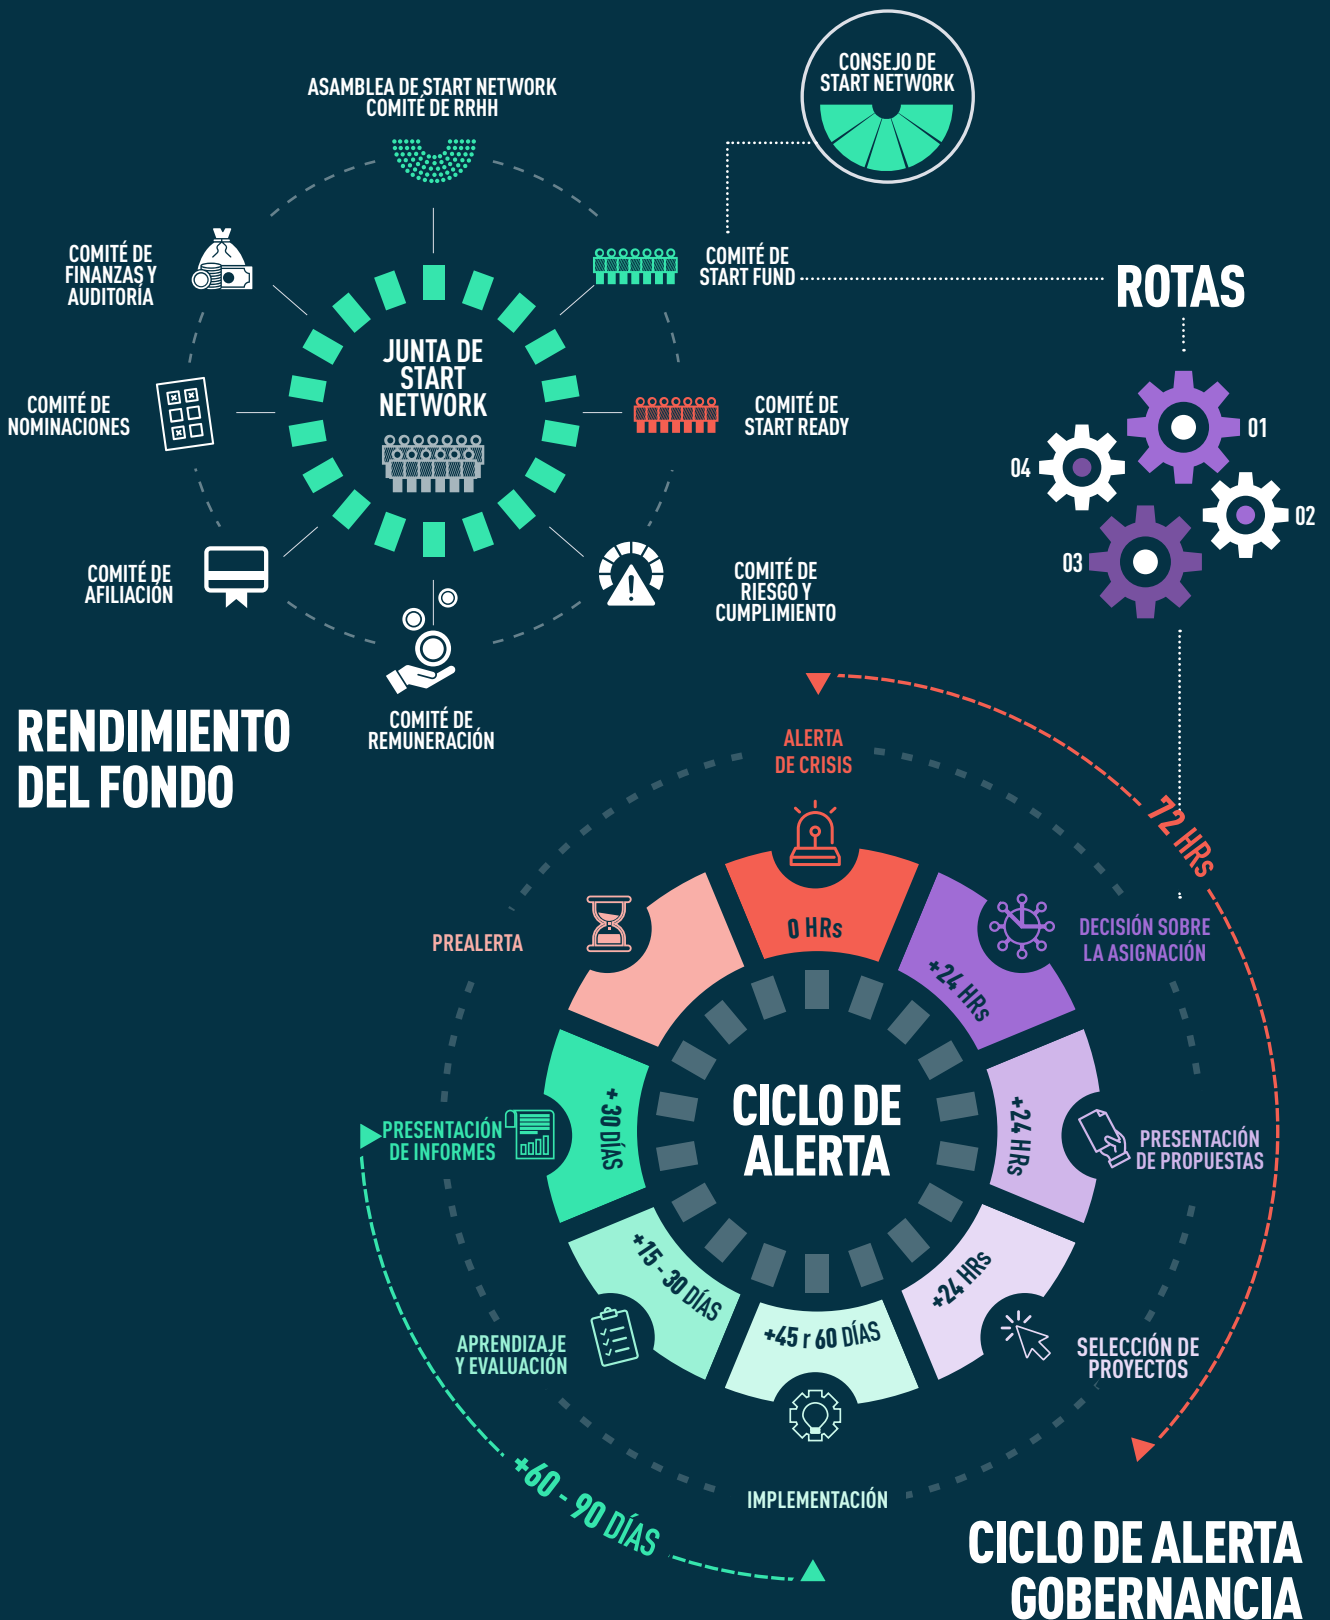 CONSEJO DE
START NETWORK
ASAMBLEA DE START NETWORK
COMITÉ DE RRHH
COMITÉ DE
FINANZAS Y
AUDITORÍA
COMITÉ DE
START FUND
ROTAS
JUNTA DE
START
NETWORK
COMITÉ DE
NOMINACIONES
COMITÉ DE
START READY
01
04
02
03
COMITÉ DE
AFILIACIÓN
COMITÉ DE
RIESGO Y
CUMPLIMIENTO
COMITÉ DE
REMUNERACIÓN
RENDIMIENTO
DEL FONDO
ALERTA
DE CRISIS
72 HRs
0 HRs
PREALERTA
DECISIÓN SOBRE
LA ASIGNACIÓN
+24 HRs
CICLO DE
ALERTA
+ 30 DÍAS
PRESENTACIÓN
DE INFORMES
+24 HRs
PRESENTACIÓN
DE PROPUESTAS
+15 - 30 DÍAS
+24 HRs
+45 r 60 DÍAS
APRENDIZAJE
Y EVALUACIÓN
SELECCIÓN DE
PROYECTOS
IMPLEMENTACIÓN
+60 - 90 DÍAS
CICLO DE ALERTA
GOBERNANCIA